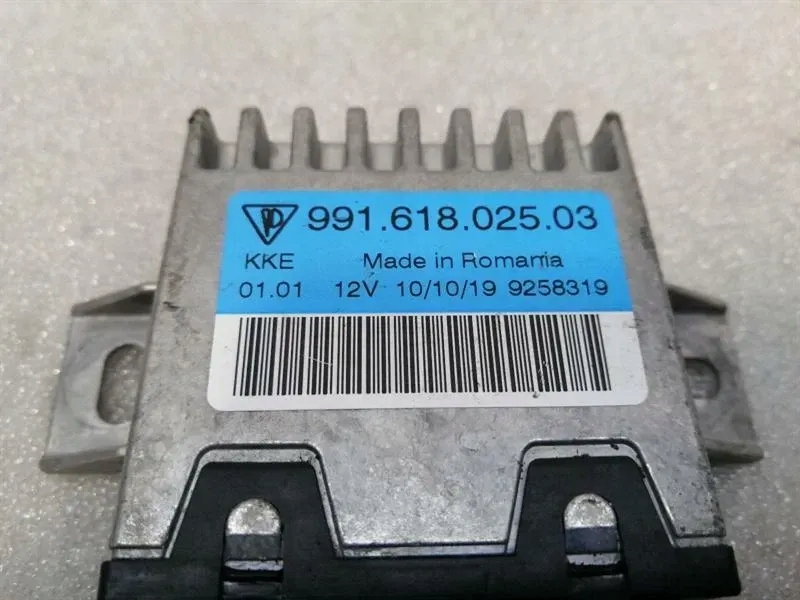 991.618.025.03
KKE Made in Romania
01.01 12V 10/10/19 9258319